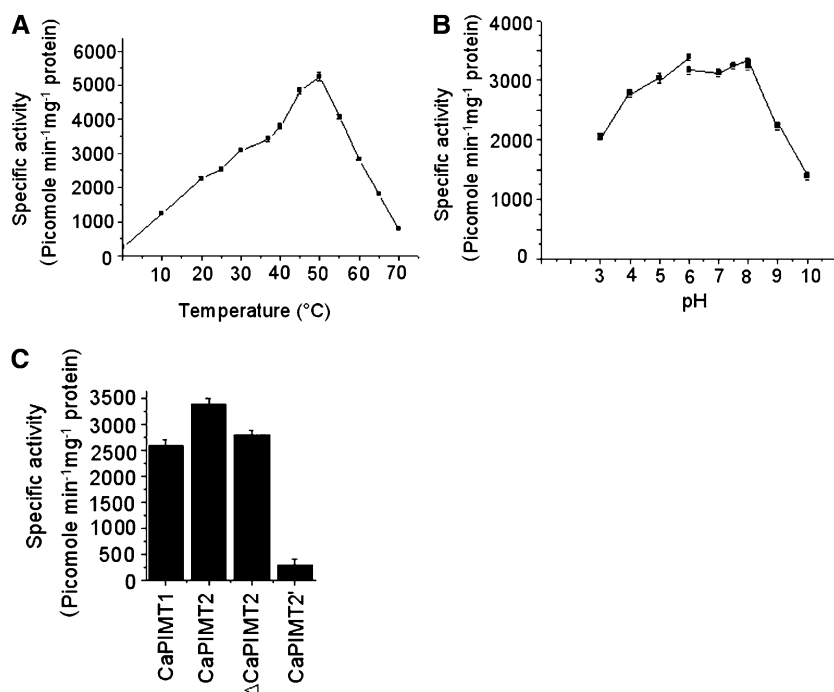 A
Specific activity
(Picomole min⁻¹mg⁻¹ protein)
6000
5000
4000
3000
2000
1000
0
10 20 30 40 50 60 70
Temperature (°C)
B
Specific activity
(Picomole min⁻¹mg⁻¹ protein)
4000
3000
2000
1000
0
3 4 5 6 7 8 9 10
pH
C
Specific activity
(Picomole min⁻¹mg⁻¹ protein)
3500
3000
2500
2000
1500
1000
500
0
CaPIMT1
CaPIMT2
△CaPIMT2
CaPIMT2'